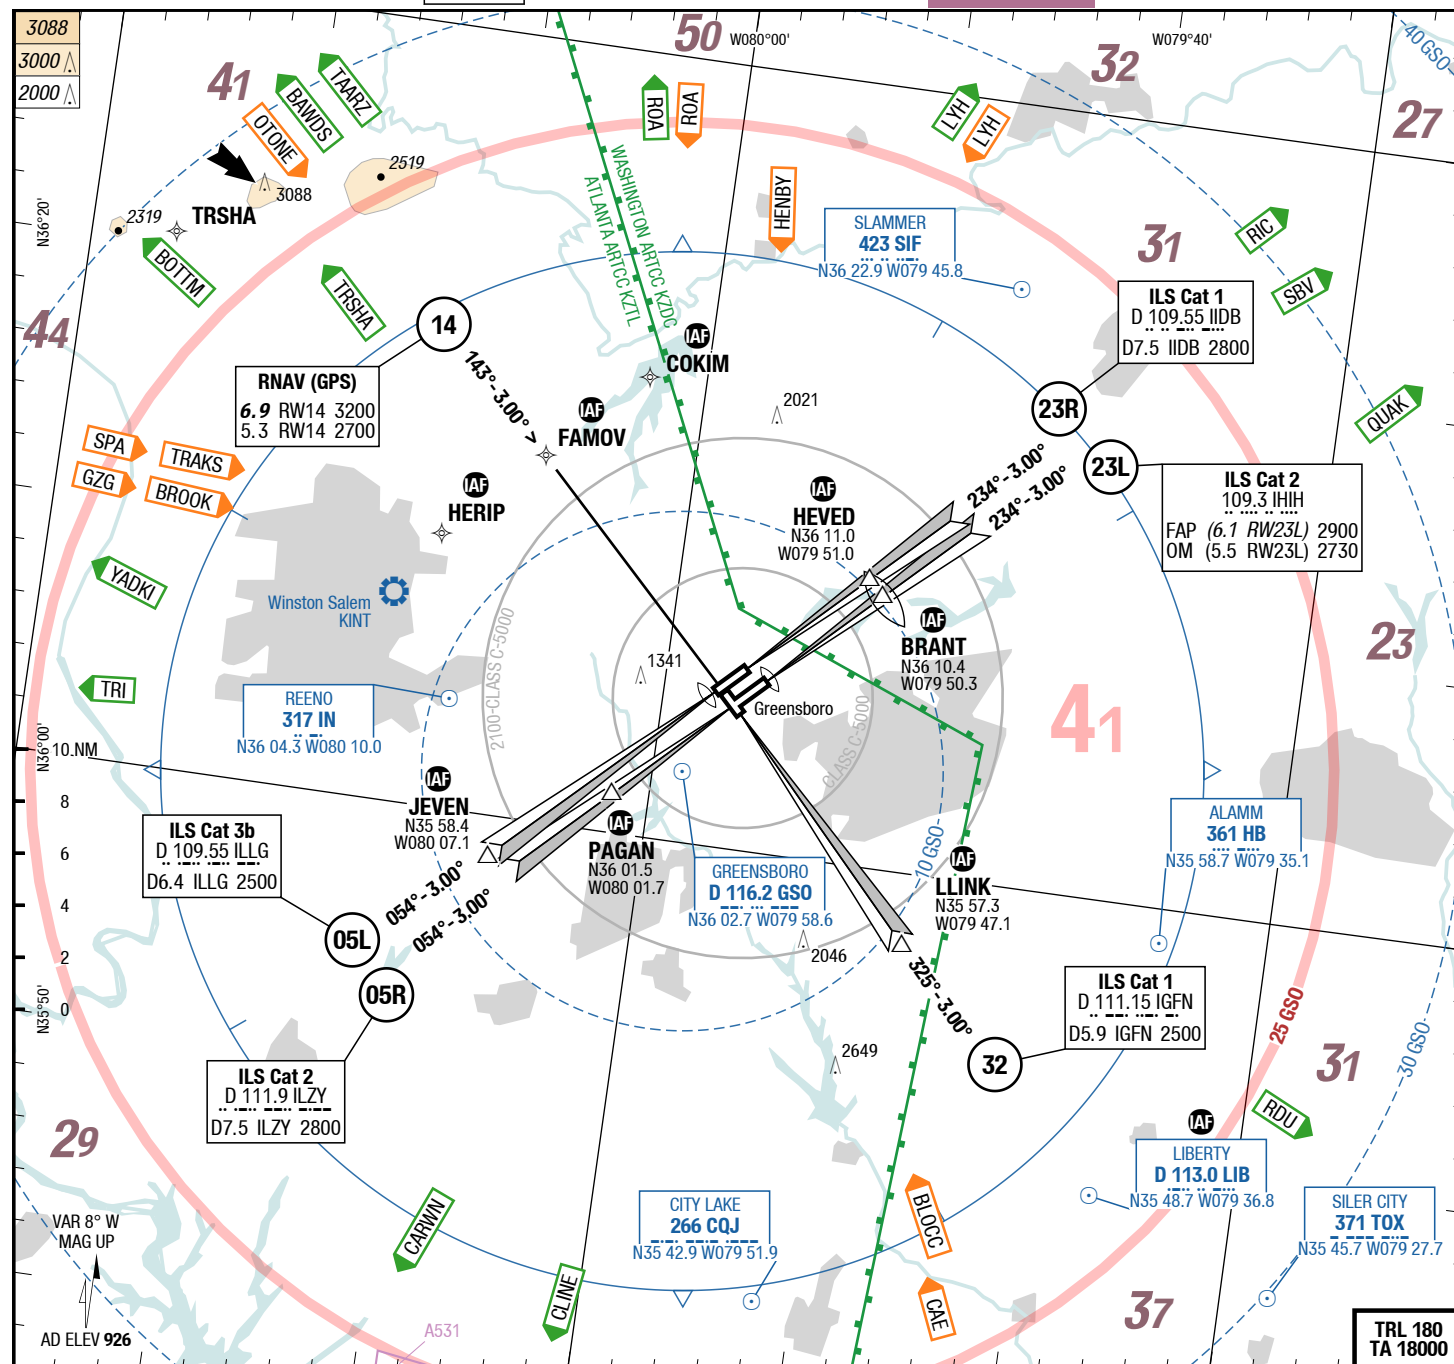 3088
3000
2000
41
TAARZ
BAWDS
OTONE
50
W080°00'
ROA
ROA
W079°40'
32
40 GSO
27
LYH
LYH
2519
3088
TRSHA
2319
N36°20'
BOTTM
TRSHA
WASHINGTON ARTCC KZDC
ATLANTA ARTCC KZTL
HENBY
SLAMMER
423 SIF
N36 22.9 W079 45.8
31
RIC
SBV
44
14
RNAV (GPS)
6.9 RW14 3200
5.3 RW14 2700
143°-3.00° >
IAF
COKIM
IAF
FAMOV
2021
ILS Cat 1
D 109.55 IIDB
D7.5 IIDB 2800
23R
QUAK
SPA
TRAKS
GZG
BROOK
IAF
HERIP
IAF
HEVED
N36 11.0
W079 51.0
234°-3.00°
234°-3.00°
23L
ILS Cat 2
109.3 IHIH
FAP (6.1 RW23L) 2900
OM (5.5 RW23L) 2730
YADKI
Winston Salem
KINT
2100-CLASS C-5000
IAF
BRANT
N36 10.4
W079 50.3
23
TRI
1341
REENO
317 IN
N36 04.3 W080 10.0
Greensboro
CLASS C-5000
41
N36°00'
10.NM
8
6
4
2
0
IAF
JEVEN
N35 58.4
W080 07.1
IAF
PAGAN
N36 01.5
W080 01.7
ILS Cat 3b
D 109.55 ILLG
D6.4 ILLG 2500
054°-3.00°
054°-3.00°
GREENSBORO
D 116.2 GSO
N36 02.7 W079 58.6
10 GSO
IAF
LLINK
N35 57.3
W079 47.1
ALAMM
361 HB
N35 58.7 W079 35.1
05L
05R
2046
325°-3.00°
N35°50'
ILS Cat 1
D 111.15 IGFN
D5.9 IGFN 2500
25 GSO
32
2649
30 GSO
31
ILS Cat 2
D 111.9 ILZY
D7.5 ILZY 2800
29
RDU
IAF
LIBERTY
D 113.0 LIB
N35 48.7 W079 36.8
SILER CITY
371 TOX
N35 45.7 W079 27.7
CITY LAKE
266 CQJ
N35 42.9 W079 51.9
BLOCC
CAE
CARWN
CLINE
VAR 8° W
MAG UP
AD ELEV 926
A531
37
TRL 180
TA 18000